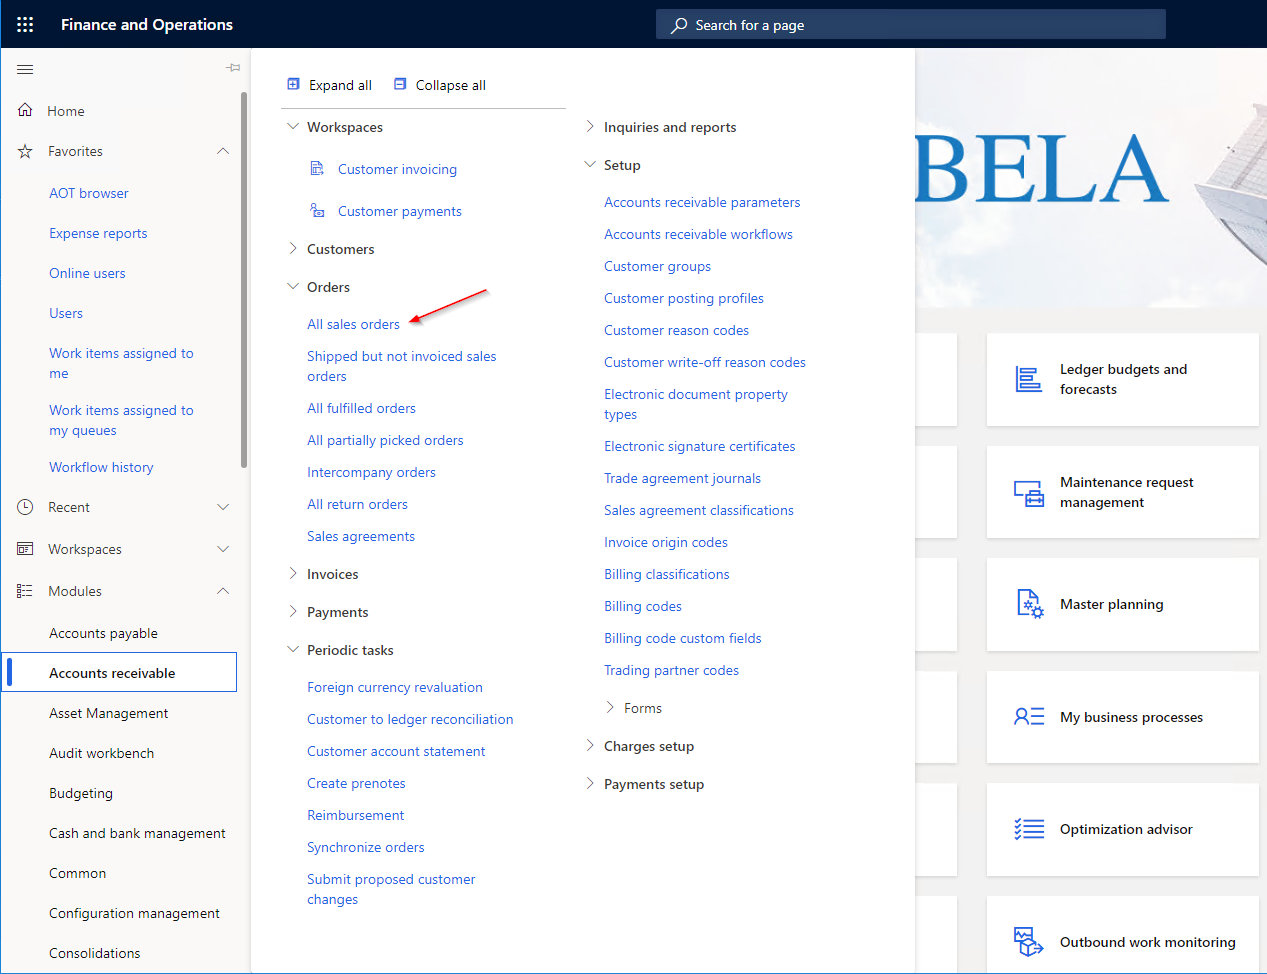 Finance and Operations
Search for a page
Home
Favorites
AOT browser
Expense reports
Online users
Users
Work items assigned to
me
Work items assigned to
my queues
Workflow history
Recent
Workspaces
Modules
Accounts payable
Accounts receivable
Asset Management
Audit workbench
Budgeting
Cash and bank management
Common
Configuration management
Consolidations
Expand all
Collapse all
Workspaces
Customer invoicing
Customer payments
Customers
Orders
All sales orders
Shipped but not invoiced sales
orders
All fulfilled orders
All partially picked orders
Intercompany orders
All return orders
Sales agreements
Invoices
Payments
Periodic tasks
Foreign currency revaluation
Customer to ledger reconciliation
Customer account statement
Create prenotes
Reimbursement
Synchronize orders
Submit proposed customer
changes
Inquiries and reports
Setup
Accounts receivable parameters
Accounts receivable workflows
Customer groups
Customer posting profiles
Customer reason codes
Customer write-off reason codes
Electronic document property
types
Electronic signature certificates
Trade agreement journals
Sales agreement classifications
Invoice origin codes
Billing classifications
Billing codes
Billing code custom fields
Trading partner codes
Forms
Charges setup
Payments setup
BELA
Ledger budgets and
forecasts
Maintenance request
management
Master planning
My business processes
Optimization advisor
Outbound work monitoring